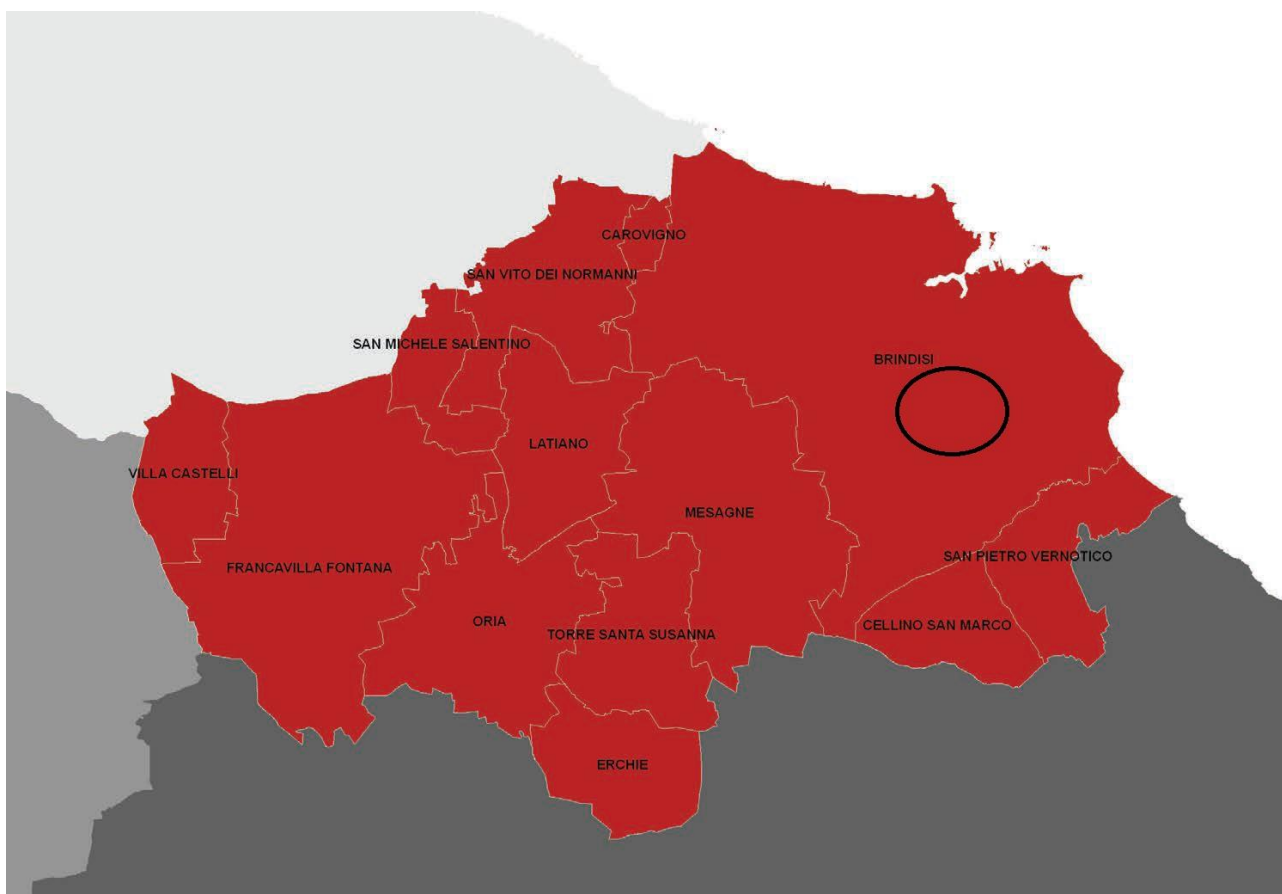 CAROVIGNO
SAN VITO DEI NORMANNI
SAN MICHELE SALENTINO
BRINDISI
LATIANO
VILLA CASTELLI
MESAGNE
SAN PIETRO VERNOTICO
FRANCAVILLA FONTANA
ORIA
CELLINO SAN MARCO
TORRE SANTA SUSANNA
ERCHIE